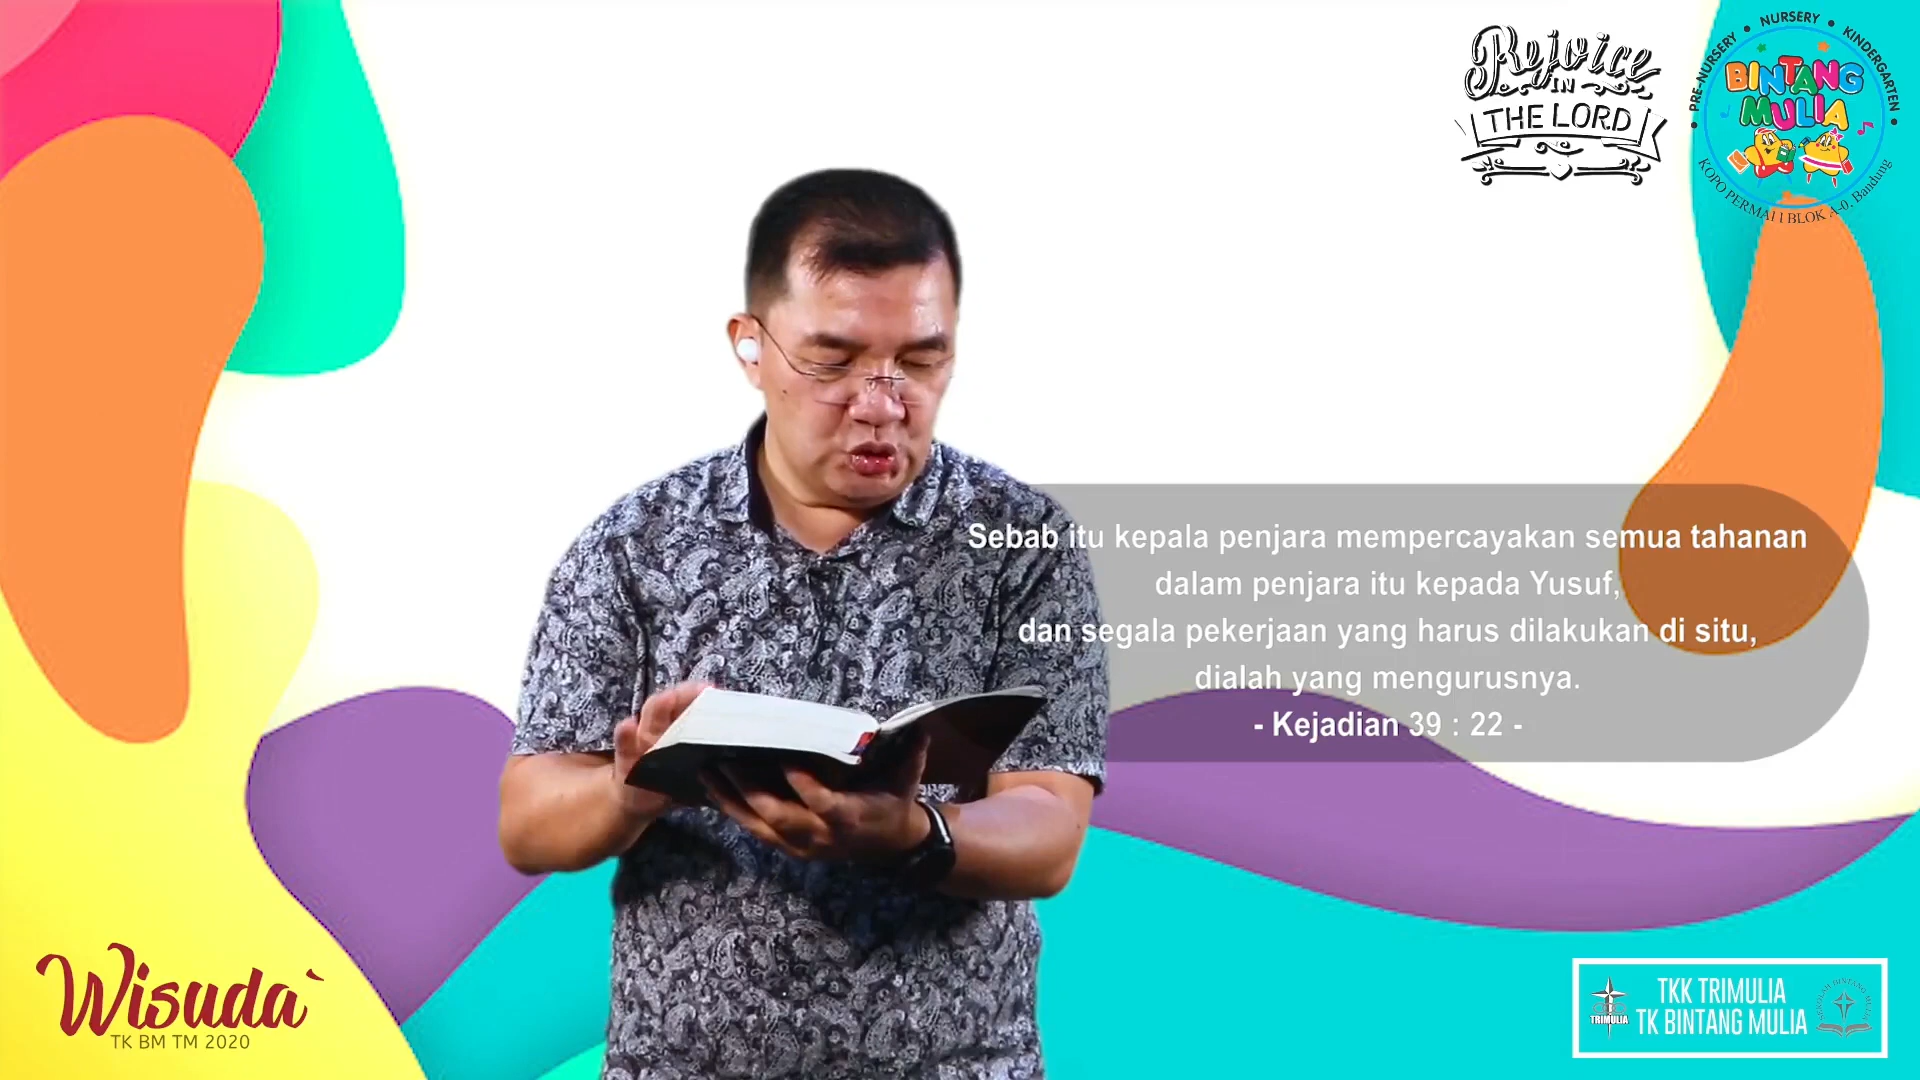 Rejoice
IN
THE LORD
PRE-NURSERY • NURSERY • KINDERGARTEN
BINTANG
MULIA
KOPO PERMAI I BLOK A-0, Bandung
Sebab itu kepala penjara mempercayakan semua tahanan
dalam penjara itu kepada Yusuf,
dan segala pekerjaan yang harus dilakukan di situ,
dialah yang mengurusnya.
- Kejadian 39 : 22 -
Wisuda
TK BM TM 2020
TRIMULIA
TKK TRIMULIA
TK BINTANG MULIA